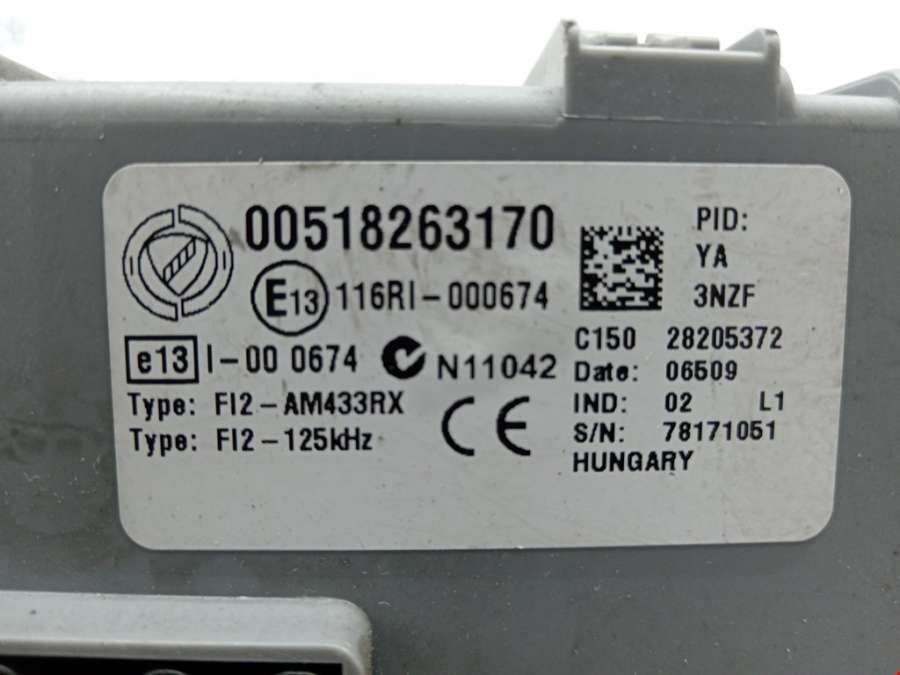 00518263170
E13 116RI-000674
e13 I-00 0674 N11042
Type: FI2-AM433RX
Type: FI2-125kHz
CE
PID:
YA
3NZF
C150 28205372
Date: 06509
IND: 02 L1
S/N: 78171051
HUNGARY